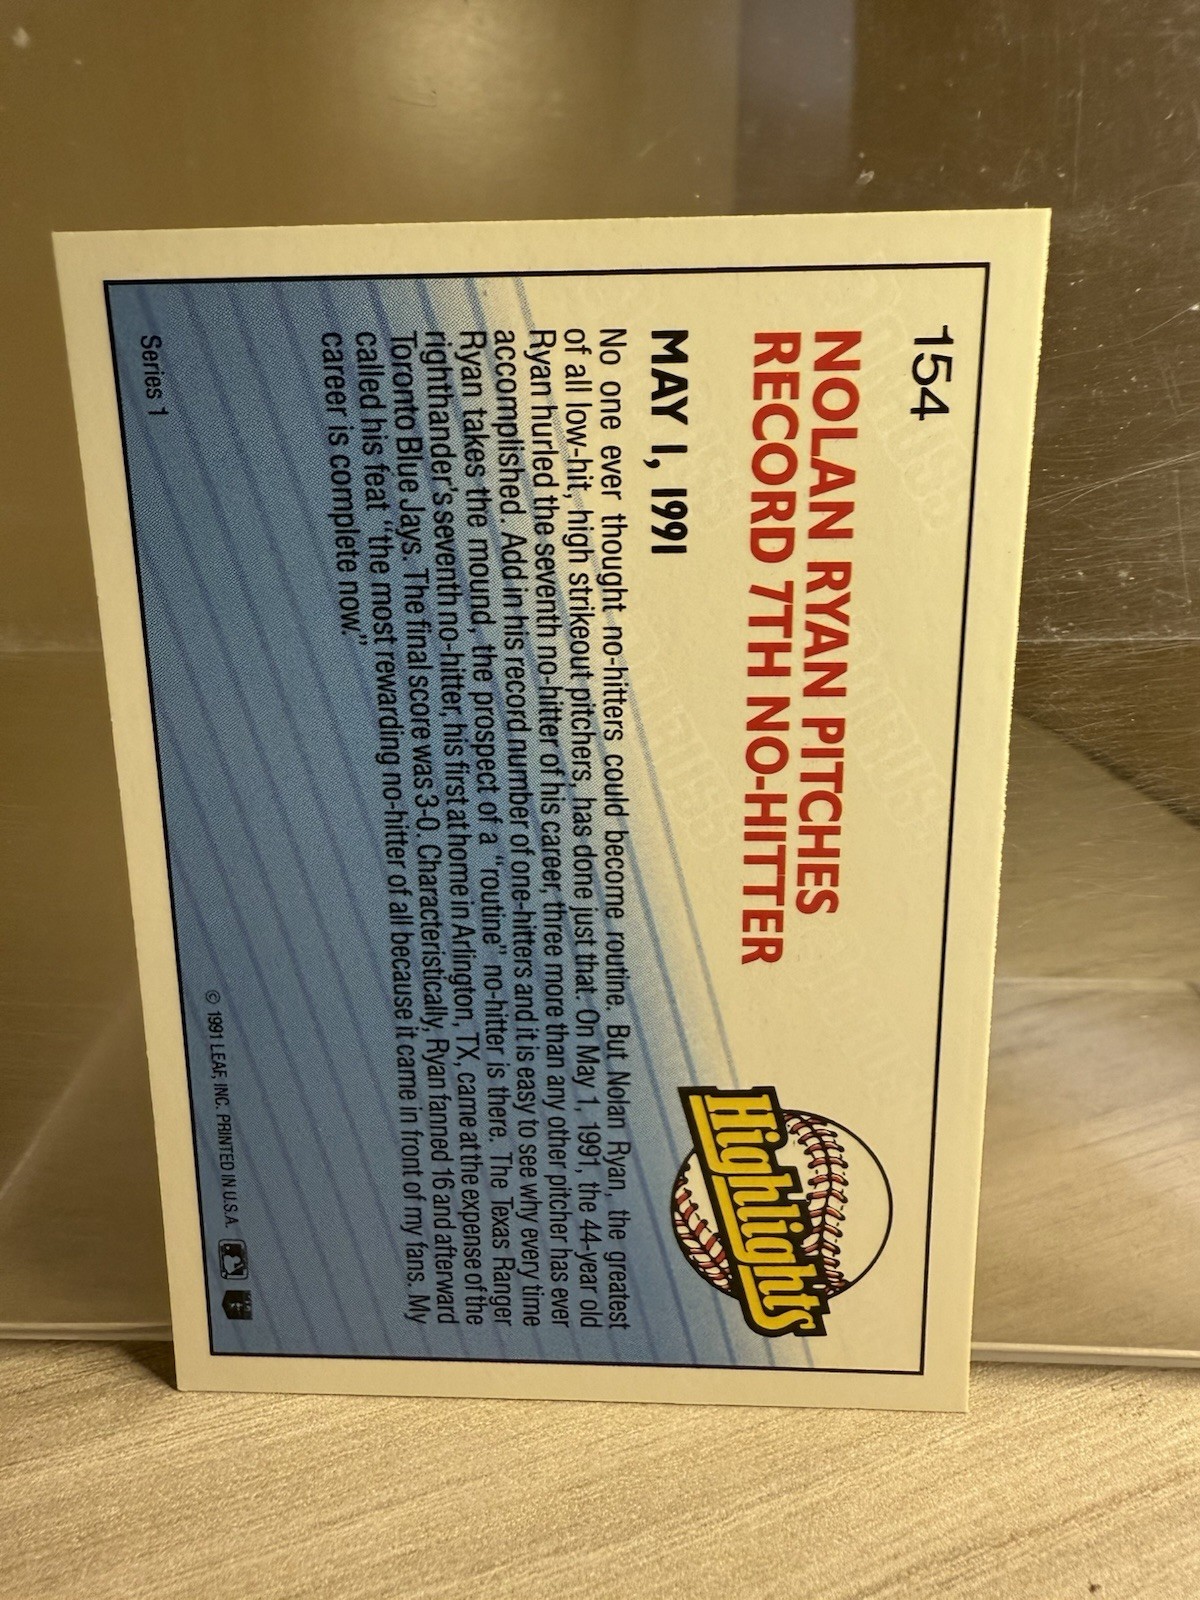 154
NOLAN RYAN PITCHES
RECORD 7TH NO-HITTER
MAY 1, 1991
Highlights
No one ever thought no-hitters could become routine. But Nolan Ryan, the greatest
of all low-hit, high strikeout pitchers, has done just that. On May 1, 1991, the 44-year old
Ryan hurled the seventh no-hitter of his career, three more than any other pitcher has ever
accomplished. Add in his record number of one-hitters and it is easy to see why every time
Ryan takes the mound, the prospect of a "routine" no-hitter is there. The Texas Ranger
righthander's seventh no-hitter, his first at home in Arlington, TX, came at the expense of the
Toronto Blue Jays. The final score was 3-0. Characteristically, Ryan fanned 16 and afterward
called his feat "the most rewarding no-hitter of all because it came in front of my fans. My
career is complete now."
Series 1
© 1991 LEAF, INC. PRINTED IN U.S.A.